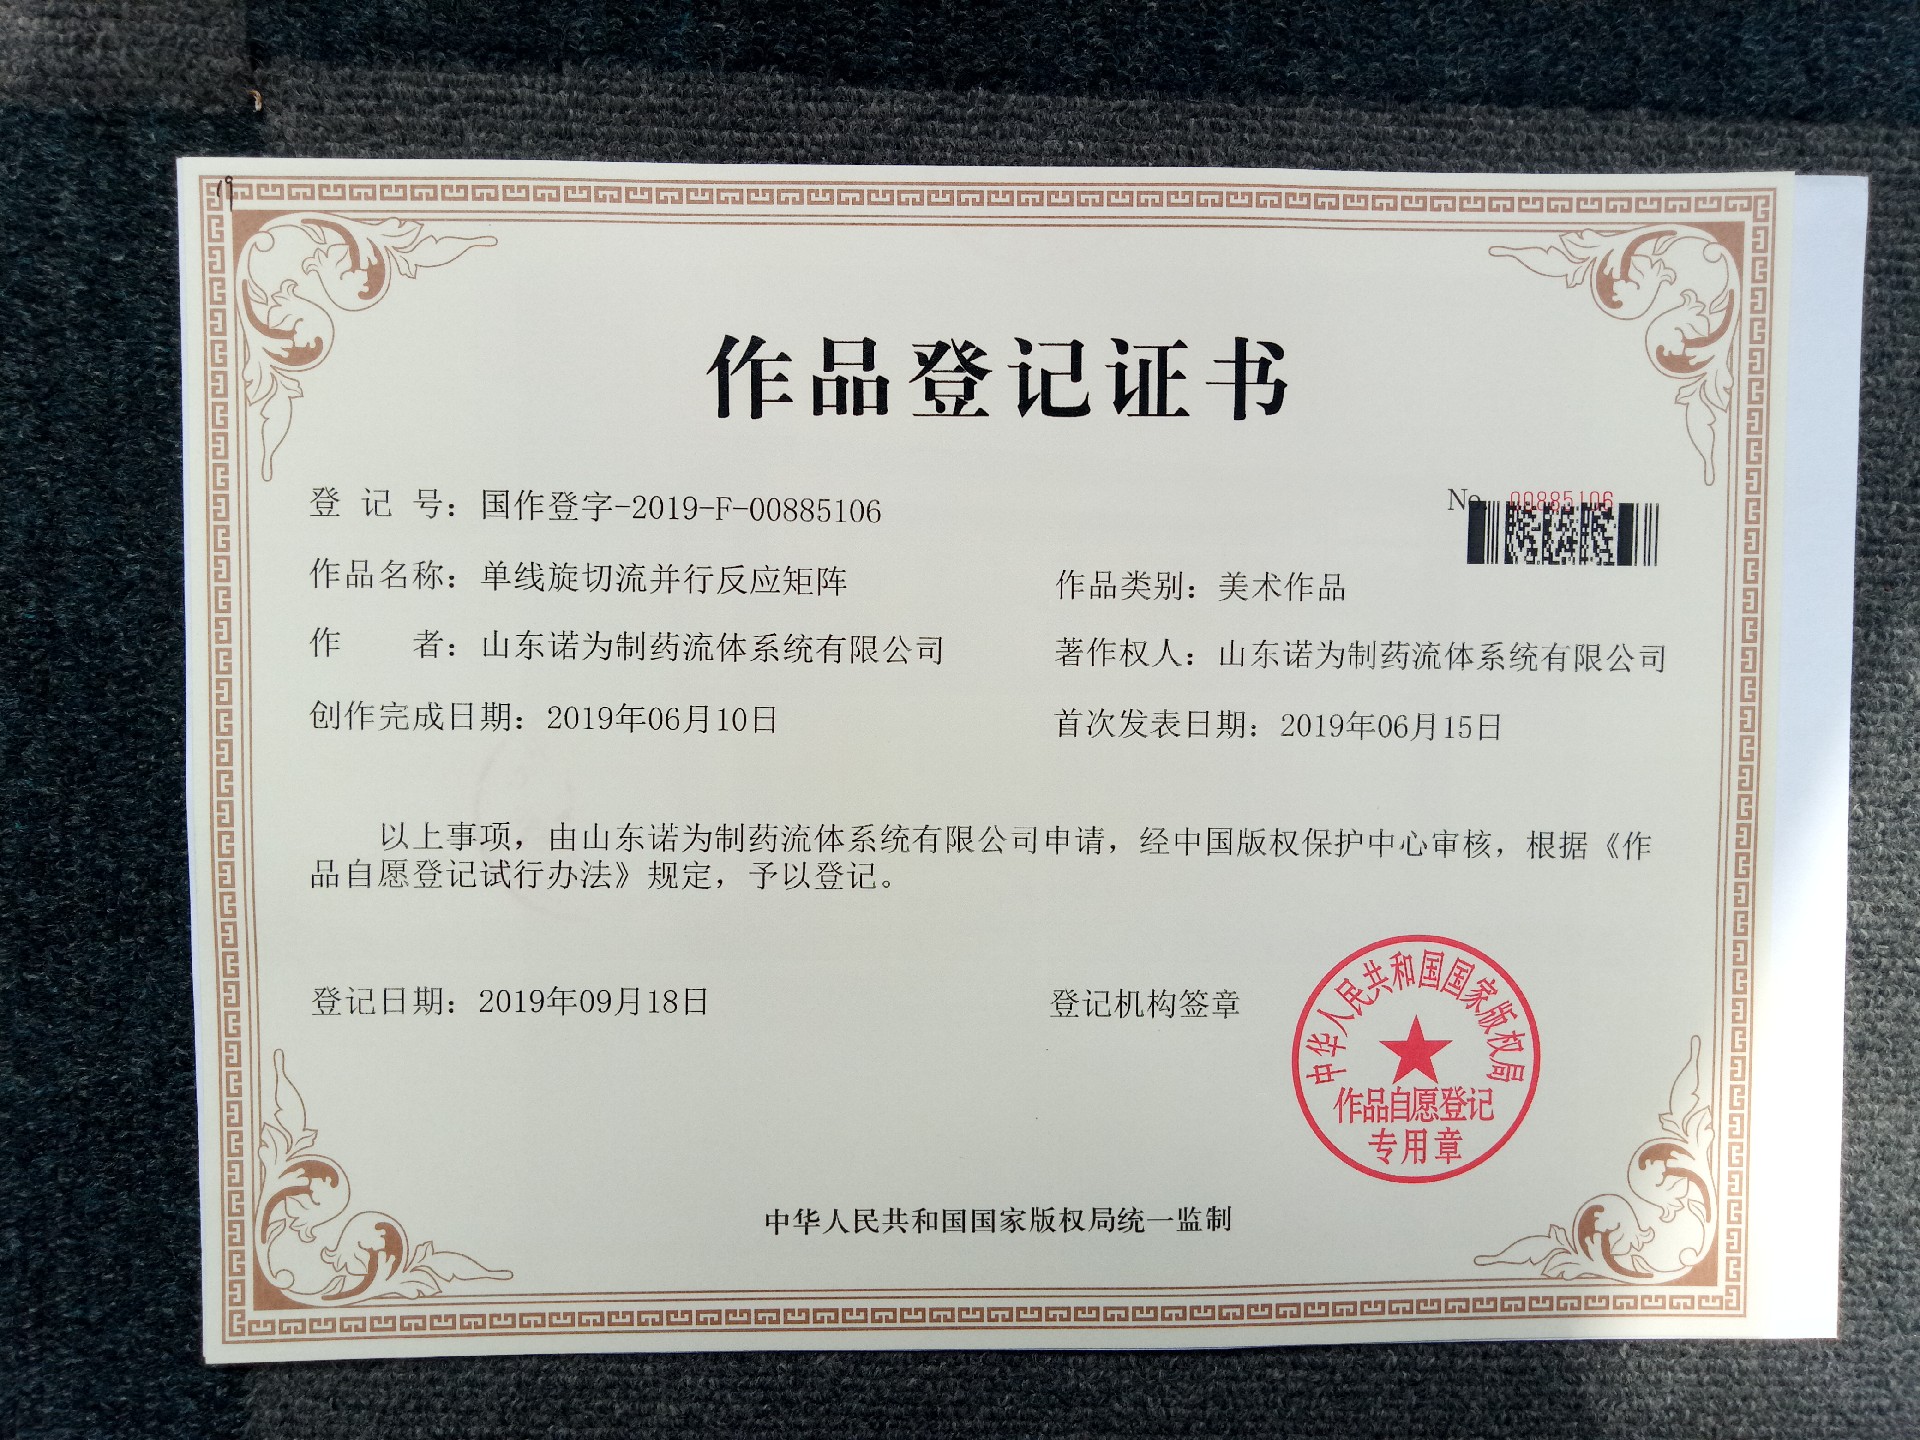 19
作品登记证书
登 记 号：国作登字-2019-F-00885106
No. 00885106
作品名称：单线旋切流并行反应矩阵
作品类别：美术作品
作 者：山东诺为制药流体系统有限公司
著作权人：山东诺为制药流体系统有限公司
创作完成日期：2019年06月10日
首次发表日期：2019年06月15日
以上事项，由山东诺为制药流体系统有限公司申请，经中国版权保护中心审核，根据《作
品自愿登记试行办法》规定，予以登记。
登记日期：2019年09月18日
登记机构签章
中华人民共和国国家版权局
作品自愿登记
专用章
中华人民共和国国家版权局统一监制